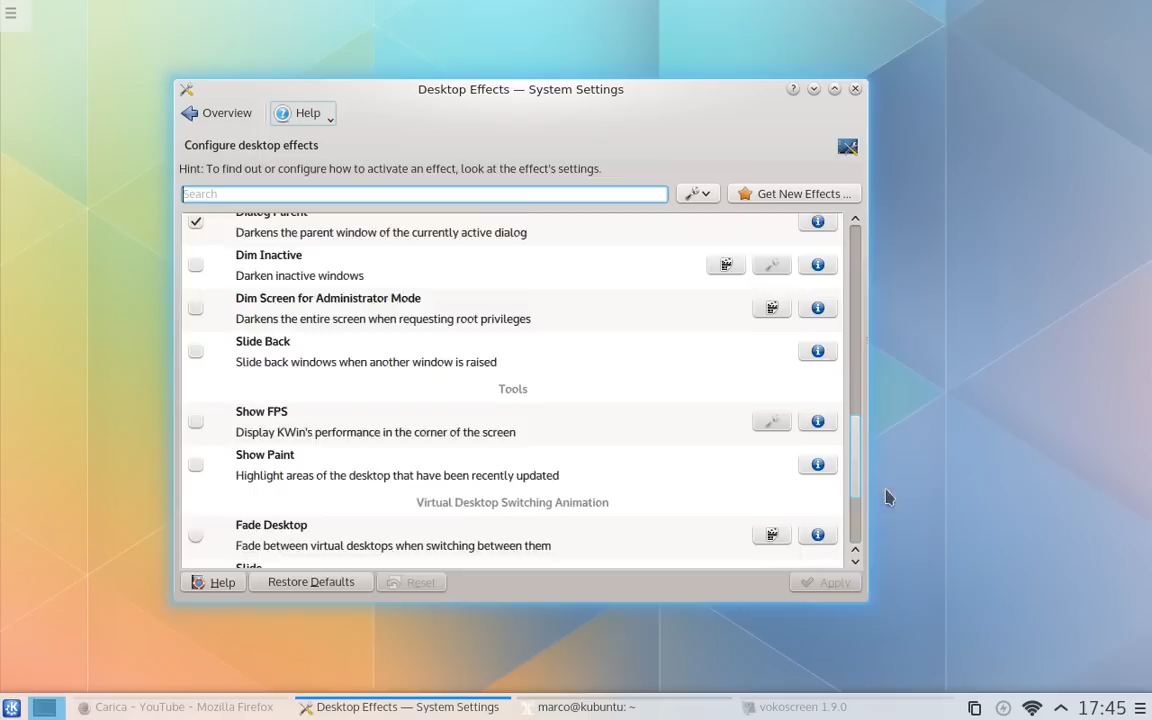 Desktop Effects — System Settings
Overview
Help
Configure desktop effects
Hint: To find out or configure how to activate an effect, look at the effect's settings.
Search
Get New Effects ...
Dialog Parent
Darkens the parent window of the currently active dialog
Dim Inactive
Darken inactive windows
Dim Screen for Administrator Mode
Darkens the entire screen when requesting root privileges
Slide Back
Slide back windows when another window is raised
Tools
Show FPS
Display KWin's performance in the corner of the screen
Show Paint
Highlight areas of the desktop that have been recently updated
Virtual Desktop Switching Animation
Fade Desktop
Fade between virtual desktops when switching between them
Slide
Help
Restore Defaults
Reset
Apply
Carica - YouTube - Mozilla Firefox
Desktop Effects — System Settings
marco@kubuntu: ~
vokoscreen 1.9.0
17:45